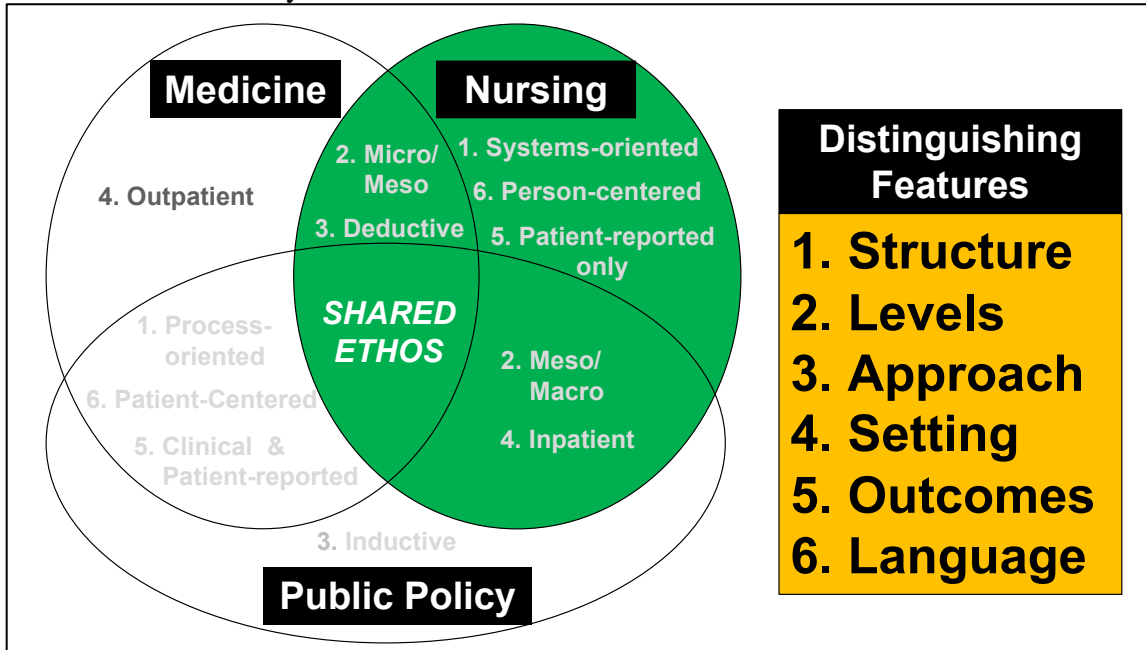 Medicine
Nursing
4. Outpatient
2. Micro/
Meso
3. Deductive
1. Systems-oriented
6. Person-centered
5. Patient-reported
only
SHARED
ETHOS
1. Process-
oriented
6. Patient-Centered
5. Clinical &
Patient-reported
2. Meso/
Macro
4. Inpatient
3. Inductive
Public Policy
Distinguishing
Features
1. Structure
2. Levels
3. Approach
4. Setting
5. Outcomes
6. Language